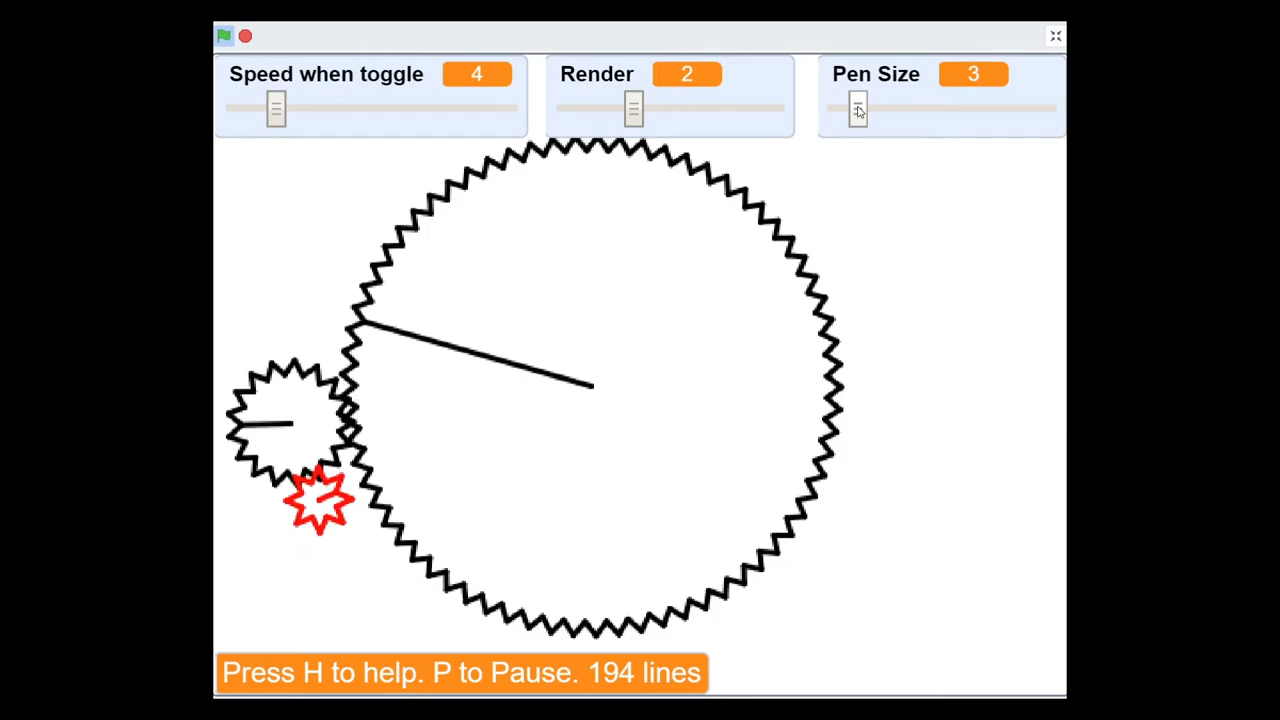 Speed when toggle 4
Render 2
Pen Size 3
Press H to help. P to Pause. 194 lines